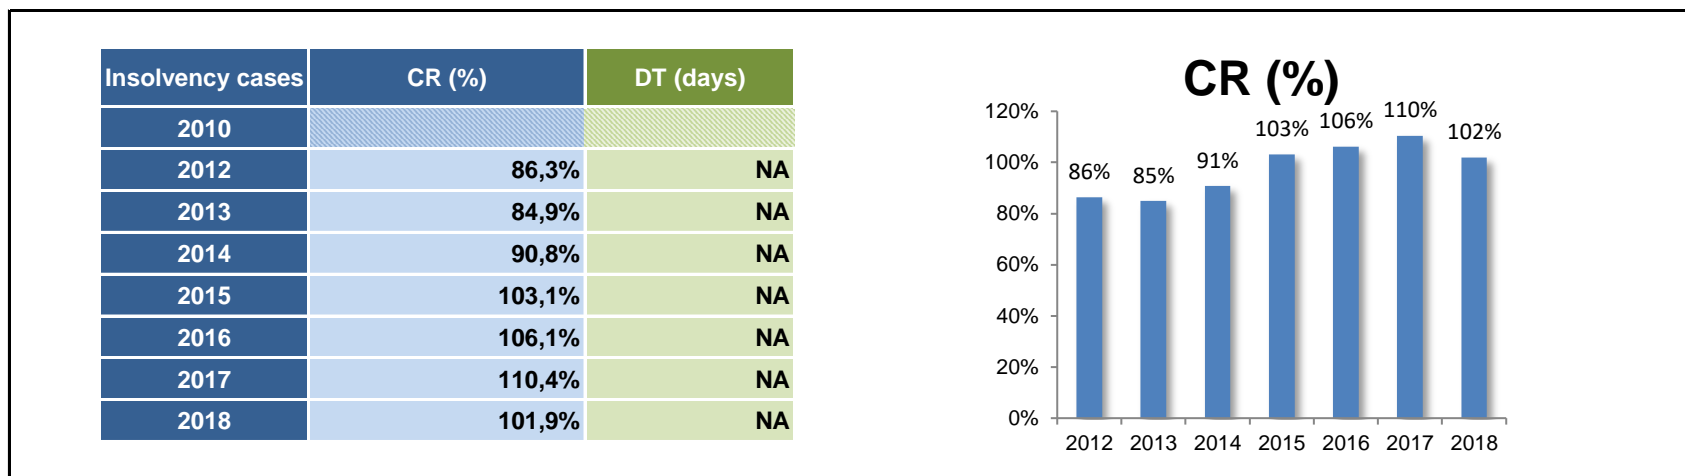 Insolvency cases CR (%) DT (days)
2010
2012 86,3% NA
2013 84,9% NA
2014 90,8% NA
2015 103,1% NA
2016 106,1% NA
2017 110,4% NA
2018 101,9% NA
CR (%)
120%
100%
80%
60%
40%
20%
0%
86% 85% 91% 103% 106% 110% 102%
2012 2013 2014 2015 2016 2017 2018